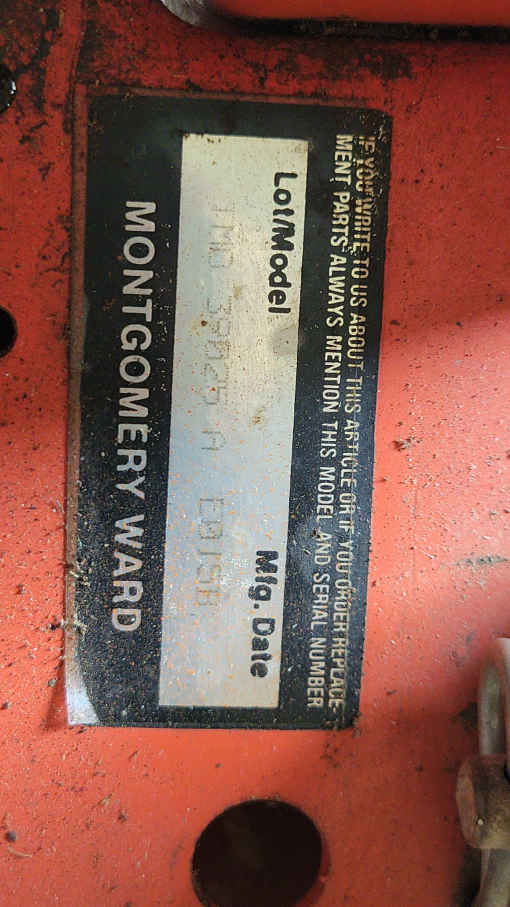 IF YOU WRITE TO US ABOUT THIS ARTICLE OR IF YOU ORDER REPLACE-
MENT PARTS ALWAYS MENTION THIS MODEL AND SERIAL NUMBER
Lot/Model Mfg. Date
A
MONTGOMERY WARD